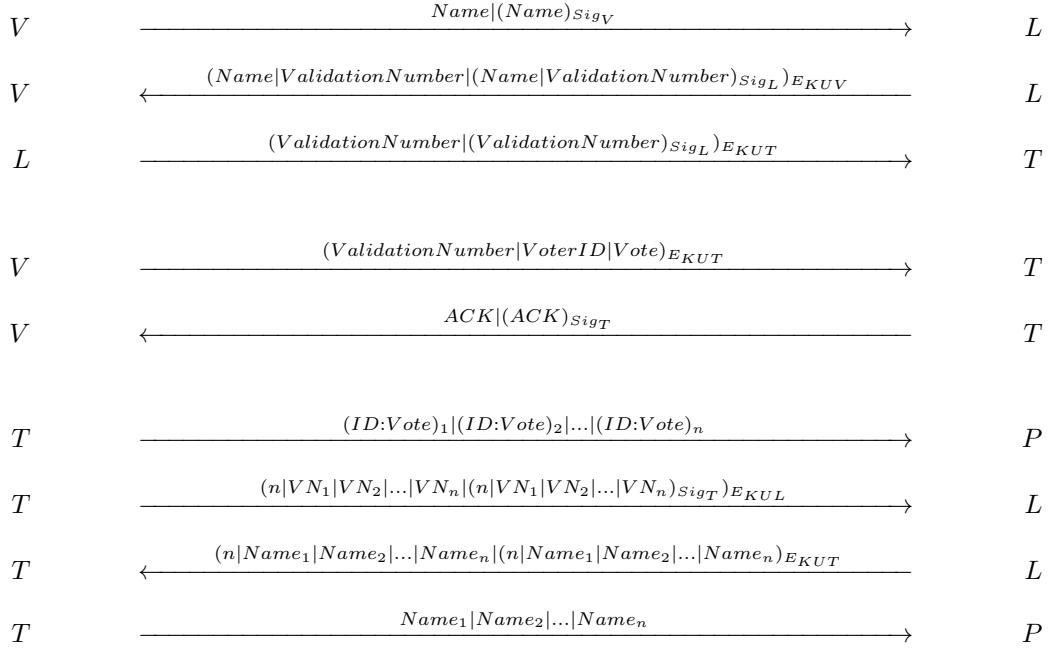 V Name|(Name)_{Sig_V} L
V (Name|ValidationNumber|(Name|ValidationNumber)_{Sig_L})_{E_{KUV}} L
L (ValidationNumber|(ValidationNumber)_{Sig_L})_{E_{KUT}} T
V (ValidationNumber|VoterID|Vote)_{E_{KUT}} T
V ACK|(ACK)_{Sig_T} T
T (ID:Vote)_1|(ID:Vote)_2|...|(ID:Vote)_n P
T (n|VN_1|VN_2|...|VN_n|(n|VN_1|VN_2|...|VN_n)_{Sig_T})_{E_{KUL}} L
T (n|Name_1|Name_2|...|Name_n|(n|Name_1|Name_2|...|Name_n)_{E_{KUT}} L
T Name_1|Name_2|...|Name_n P